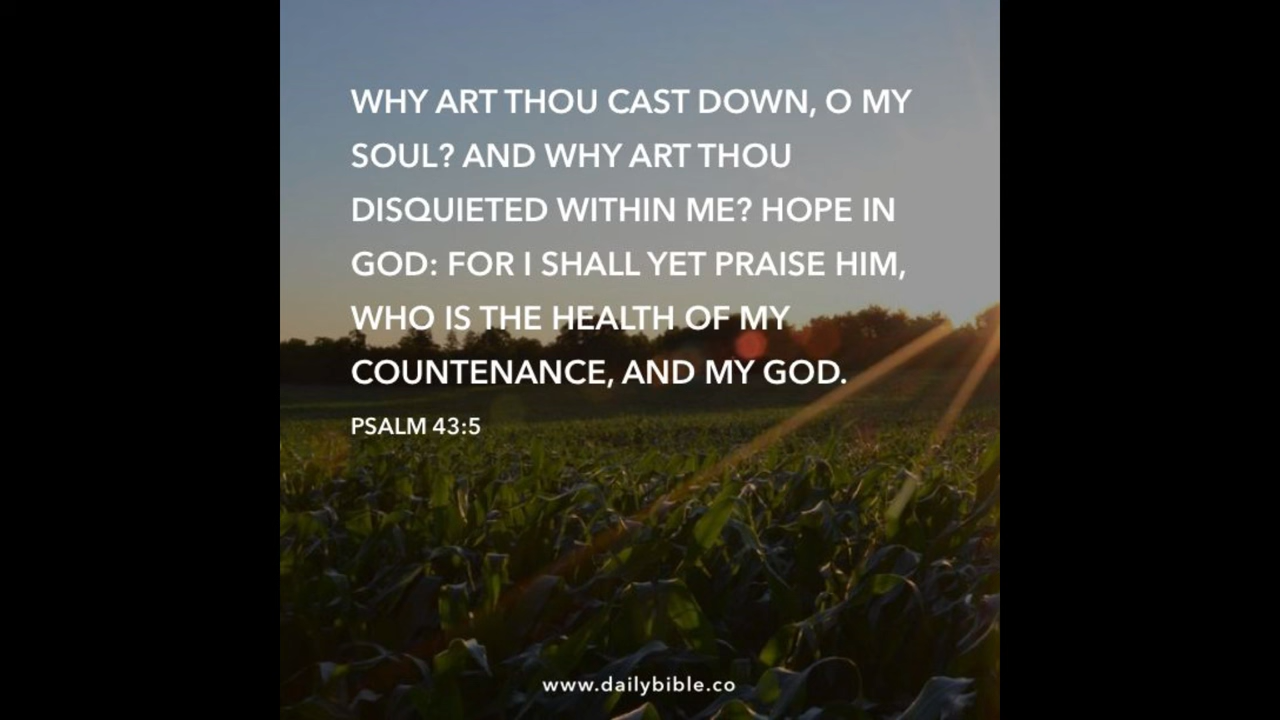 WHY ART THOU CAST DOWN, O MY
SOUL? AND WHY ART THOU
DISQUIETED WITHIN ME? HOPE IN
GOD: FOR I SHALL YET PRAISE HIM,
WHO IS THE HEALTH OF MY
COUNTENANCE, AND MY GOD.
PSALM 43:5
www.dailybible.co